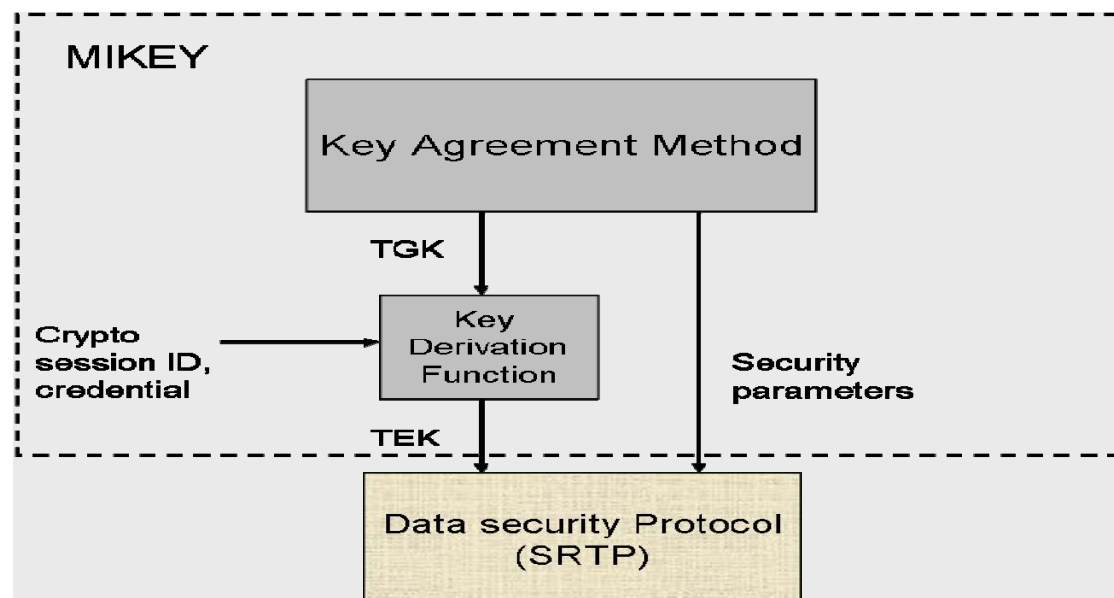 MIKEY
Key Agreement Method
TGK
Key
Derivation
Function
Crypto
session ID,
credential
Security
parameters
TEK
Data security Protocol
(SRTP)